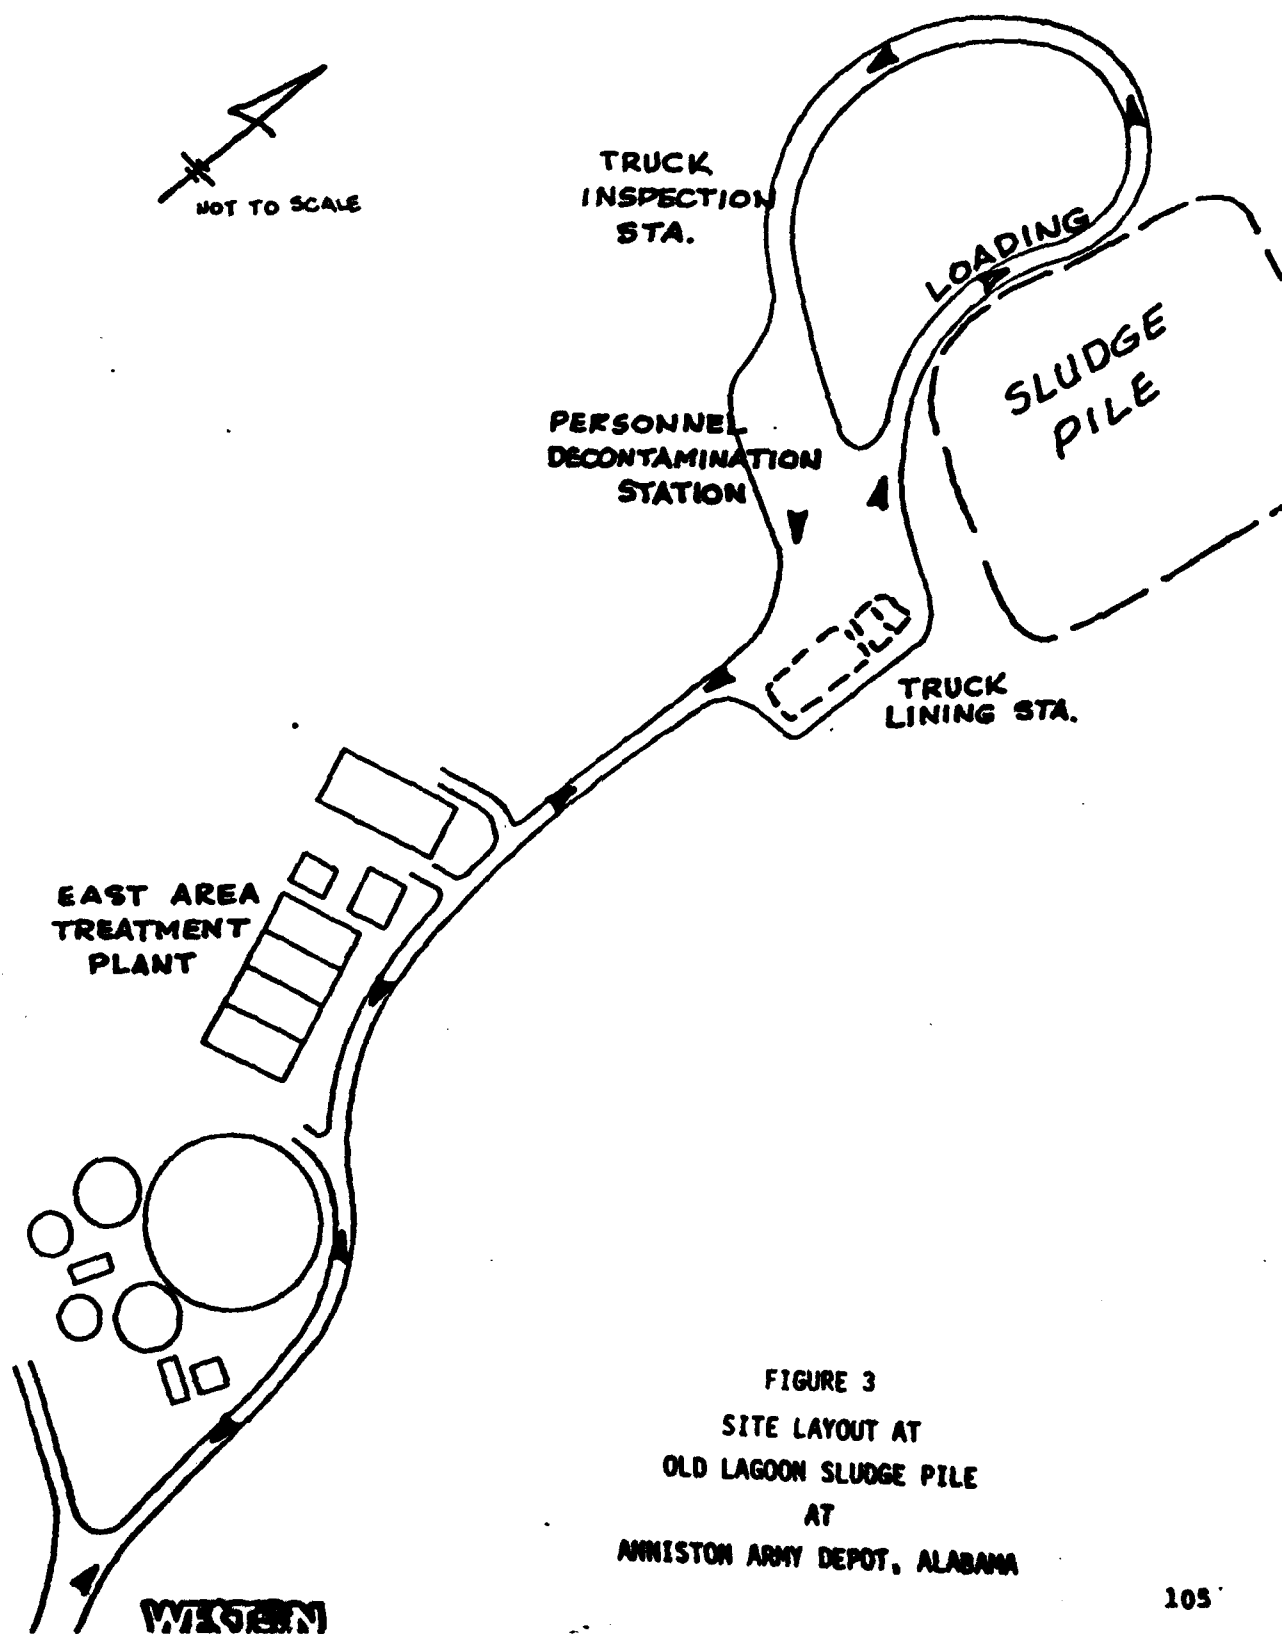 NOT TO SCALE
TRUCK
INSPECTION
STA.
LOADING
SLUDGE
PILE
PERSONNEL
DECONTAMINATION
STATION
TRUCK
LINING STA.
EAST AREA
TREATMENT
PLANT
FIGURE 3
SITE LAYOUT AT
OLD LAGOON SLUDGE PILE
AT
ANNISTON ARMY DEPOT, ALABAMA
105
WESTERN